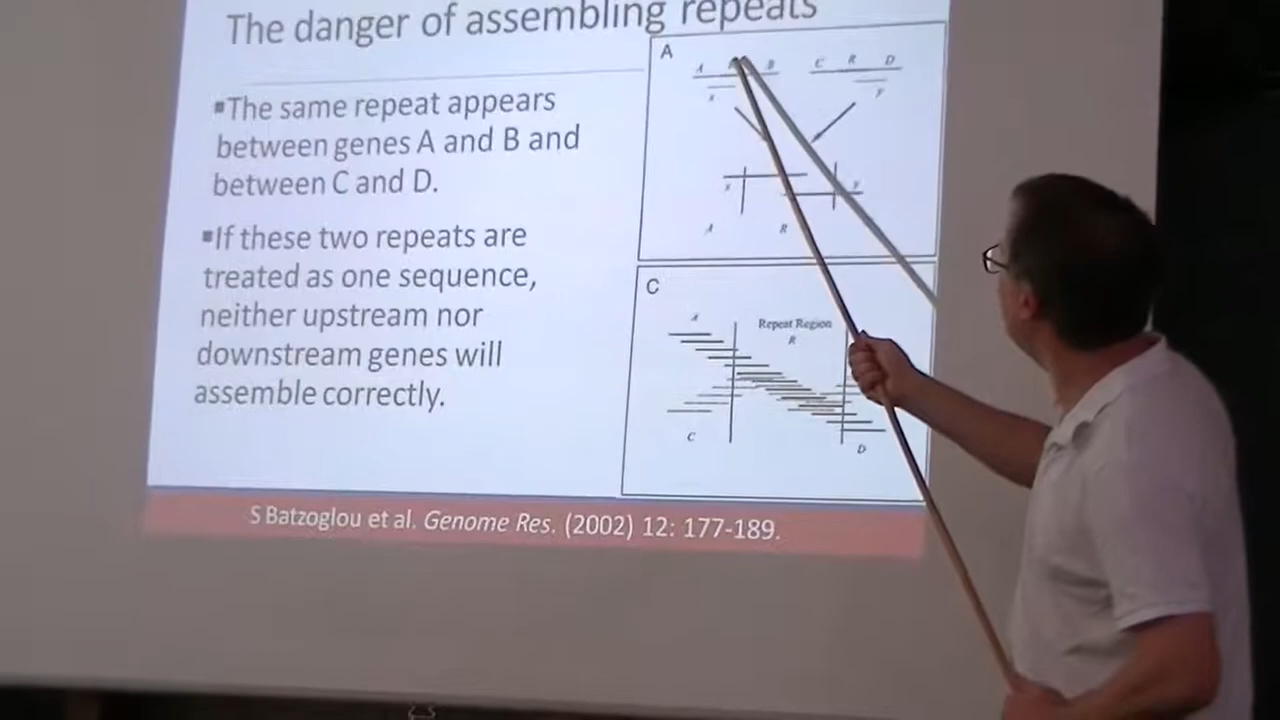 The danger of assembling repeats
▪The same repeat appears
between genes A and B and
between C and D.
▪If these two repeats are
treated as one sequence,
neither upstream nor
downstream genes will
assemble correctly.
A
A B C R D
x y
x y
A R
C
A
Repeat Region
R
C
D
S Batzoglou et al. Genome Res. (2002) 12: 177-189.